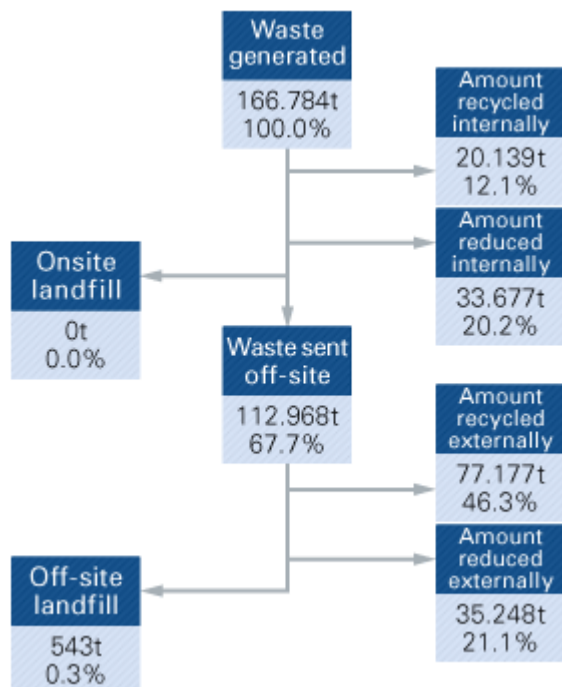 Waste
generated
166.784t
100.0%
Amount
recycled
internally
20.139t
12.1%
Amount
reduced
internally
33.677t
20.2%
Onsite
landfill
0t
0.0%
Waste sent
off-site
112.968t
67.7%
Amount
recycled
externally
77.177t
46.3%
Amount
reduced
externally
35.248t
21.1%
Off-site
landfill
543t
0.3%